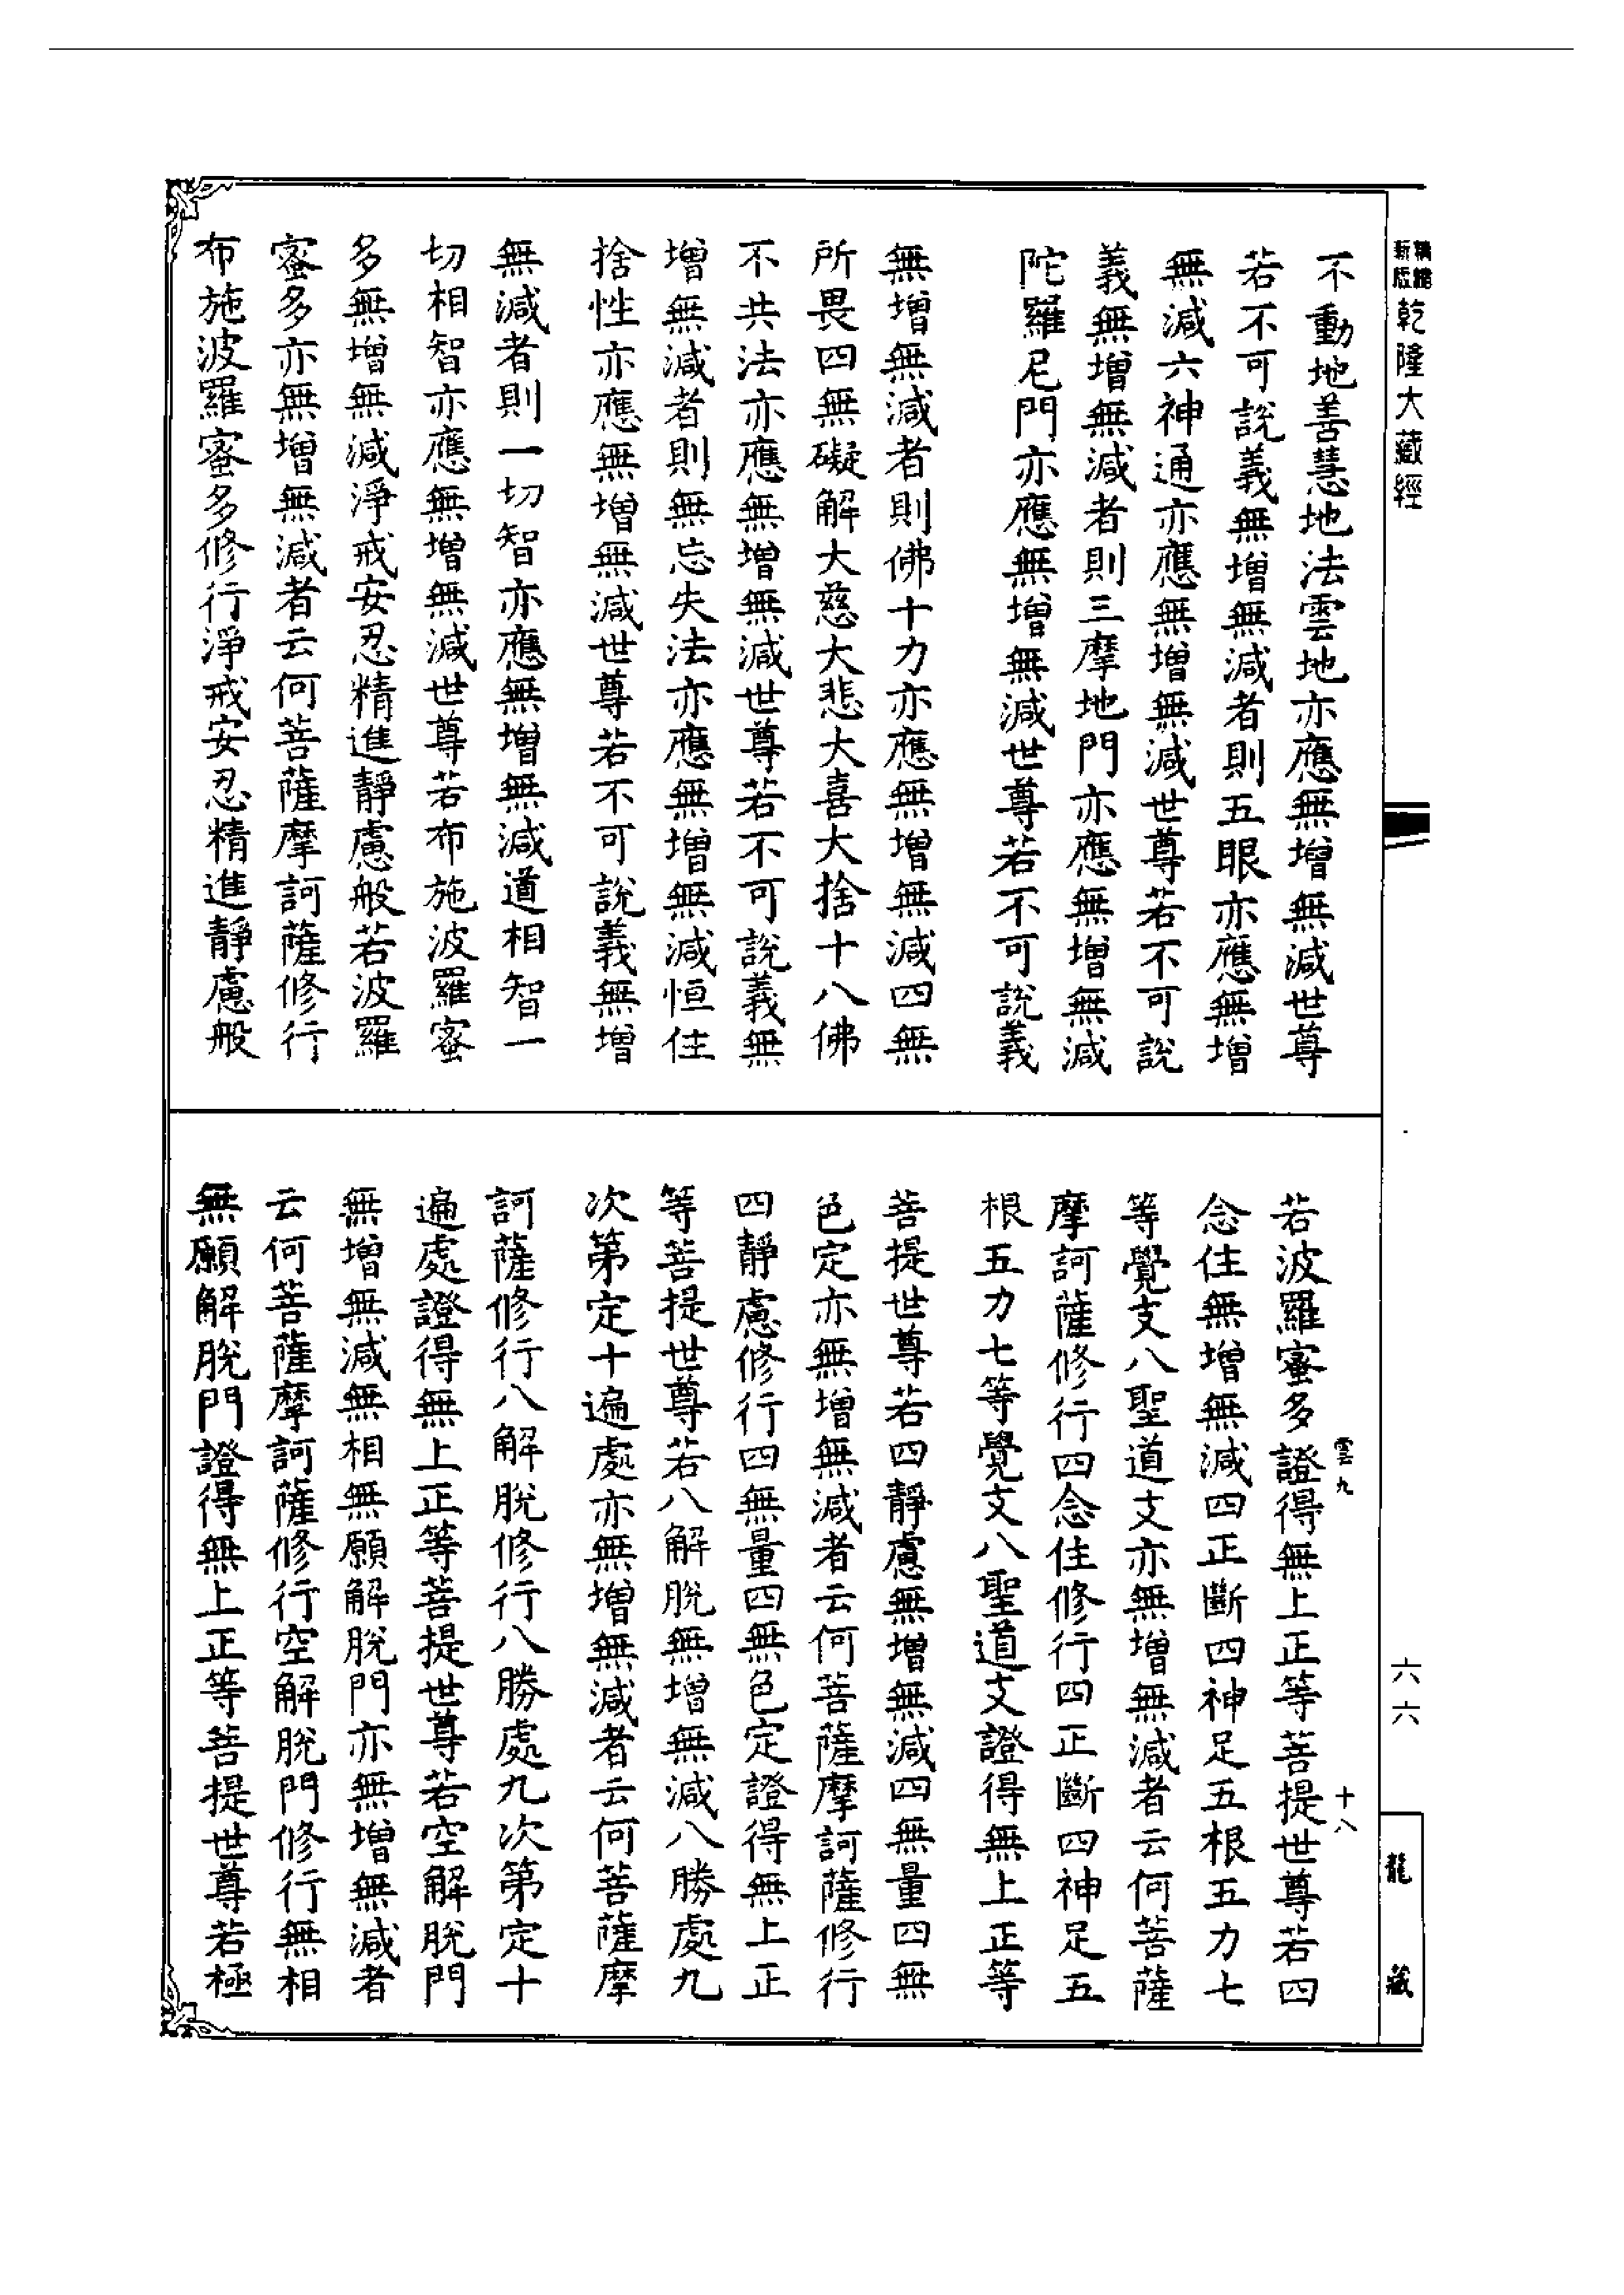 精繕新版乾隆大藏經
不動地善慧地法雲地亦應無增無減世尊
若不可說義無增無減者則五眼亦應無增
無減六神通亦應無增無減世尊若不可說
義無增無減者則三摩地門亦應無增無減
陀羅尼門亦應無增無減世尊若不可說義
無增無減者則佛十力亦應無增無減四無
所畏四無礙解大慈大悲大喜大捨十八佛
不共法亦應無增無減世尊若不可說義無
增無減者則無忘失法亦應無增無減恒住
捨性亦應無增無減世尊若不可說義無增
無減者則一切智亦應無增無減道相智一
切相智亦應無增無減世尊若布施波羅蜜
多無增無減淨戒安忍精進靜慮般若波羅
蜜多亦無增無減者云何菩薩摩訶薩修行
布施波羅蜜多修行淨戒安忍精進靜慮般
若波羅蜜多證得無上正等菩提世尊若四
念住無增無減四正斷四神足五根五力七
等覺支八聖道支亦無增無減者云何菩薩
摩訶薩修行四念住修行四正斷四神足五
根五力七等覺支八聖道支證得無上正等
菩提世尊若四靜慮無增無減四無量四無
色定亦無增無減者云何菩薩摩訶薩修行
四靜慮修行四無量四無色定證得無上正
等菩提世尊若八解脫無增無減八勝處九
次第定十遍處亦無增無減者云何菩薩摩
訶薩修行八解脫修行八勝處九次第定十
遍處證得無上正等菩提世尊若空解脫門
無增無減無相無願解脫門亦無增無減者
云何菩薩摩訶薩修行空解脫門修行無相
無願解脫門證得無上正等菩提世尊若極
雲九
十八
六六
龍藏